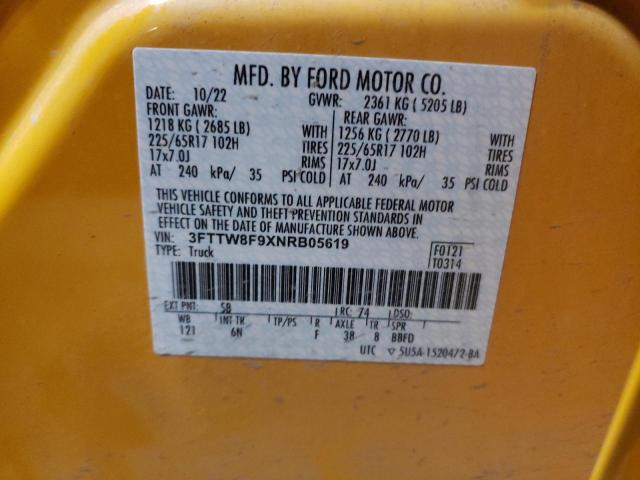 MFD. BY FORD MOTOR CO.
DATE: 10/22 GVWR: 2361 KG ( 5205 LB)
FRONT GAWR: REAR GAWR:
1218 KG ( 2685 LB) WITH 1256 KG ( 2770 LB) WITH
225/65R17 102H TIRES 225/65R17 102H TIRES
17x7.0J RIMS 17x7.0J RIMS
AT 240 kPa/ 35 PSI COLD AT 240 kPa/ 35 PSI COLD
THIS VEHICLE CONFORMS TO ALL APPLICABLE FEDERAL MOTOR
VEHICLE SAFETY AND THEFT PREVENTION STANDARDS IN
EFFECT ON THE DATE OF MANUFACTURE SHOWN ABOVE.
VIN: 3FTTW8F9XNRB05619 F0121
TYPE: Truck T0314
EXT PNT: SB RC: 74 DSO:
WB INT TR TP/PS R AXLE TR SPR
121 6N F 38 8 BBFD
UTC ▽ 5U5A-1520472-BA